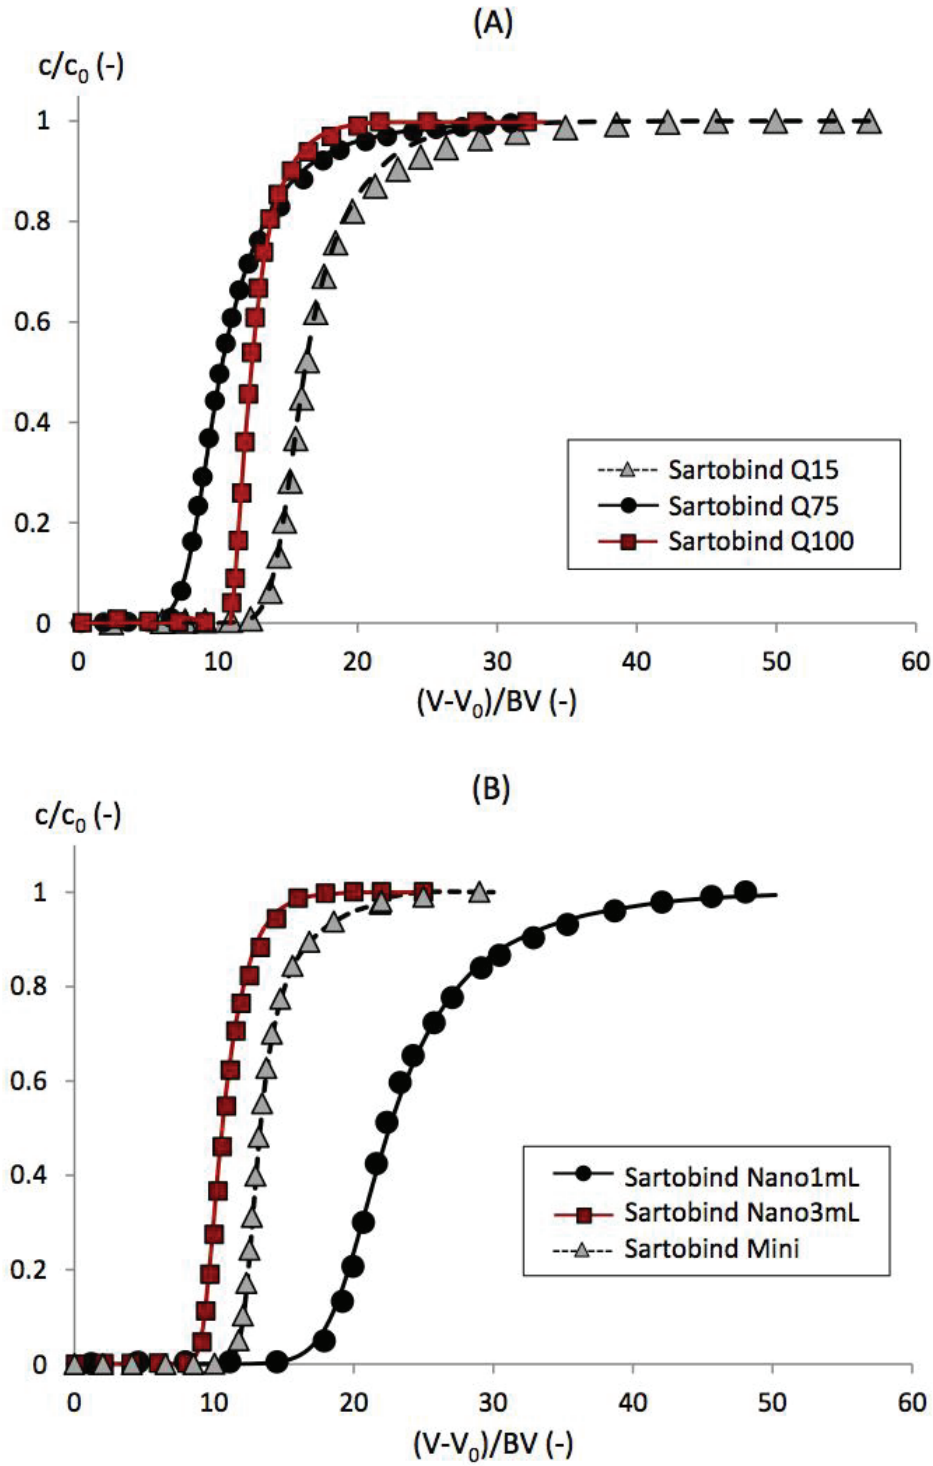 (A)
c/c0 (-)
1
0.8
0.6
0.4
0.2
0
Sartobind Q15
Sartobind Q75
Sartobind Q100
0 10 20 30 40 50 60
(V-V0)/BV (-)
(B)
c/c0 (-)
1
0.8
0.6
0.4
0.2
0
Sartobind Nano1mL
Sartobind Nano3mL
Sartobind Mini
0 10 20 30 40 50 60
(V-V0)/BV (-)